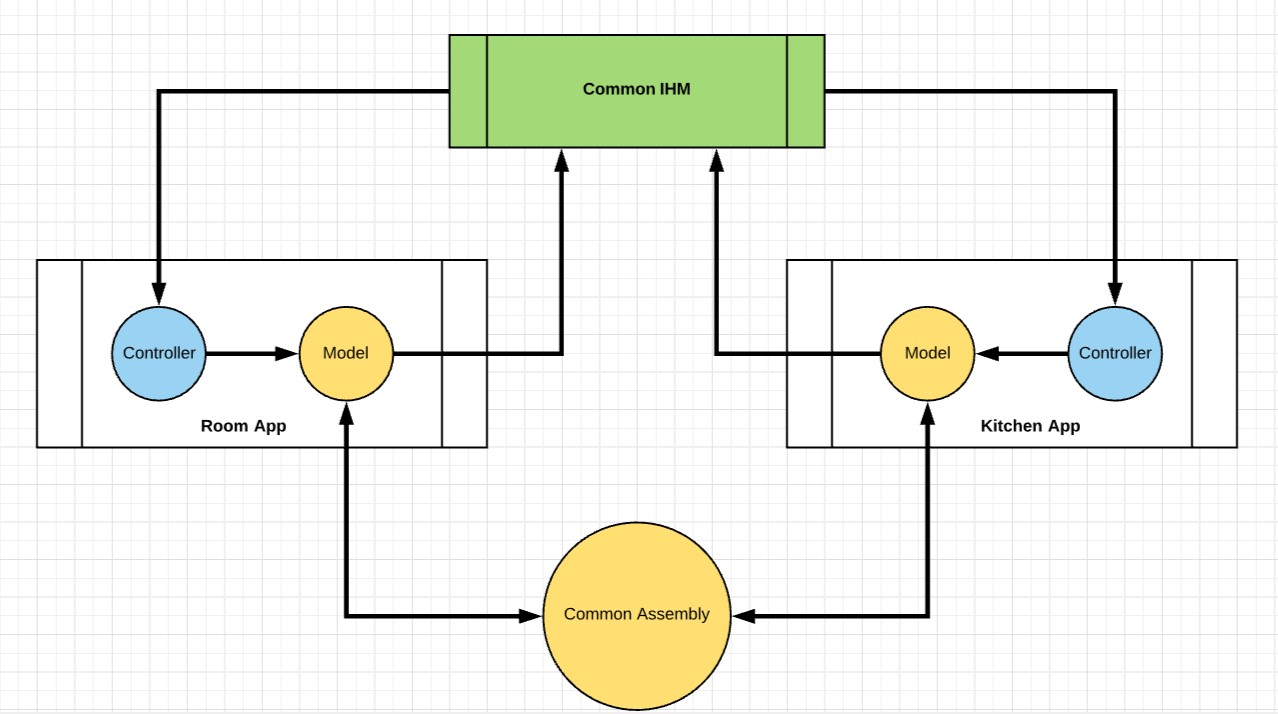 Common IHM
Controller
Model
Room App
Model
Controller
Kitchen App
Common Assembly